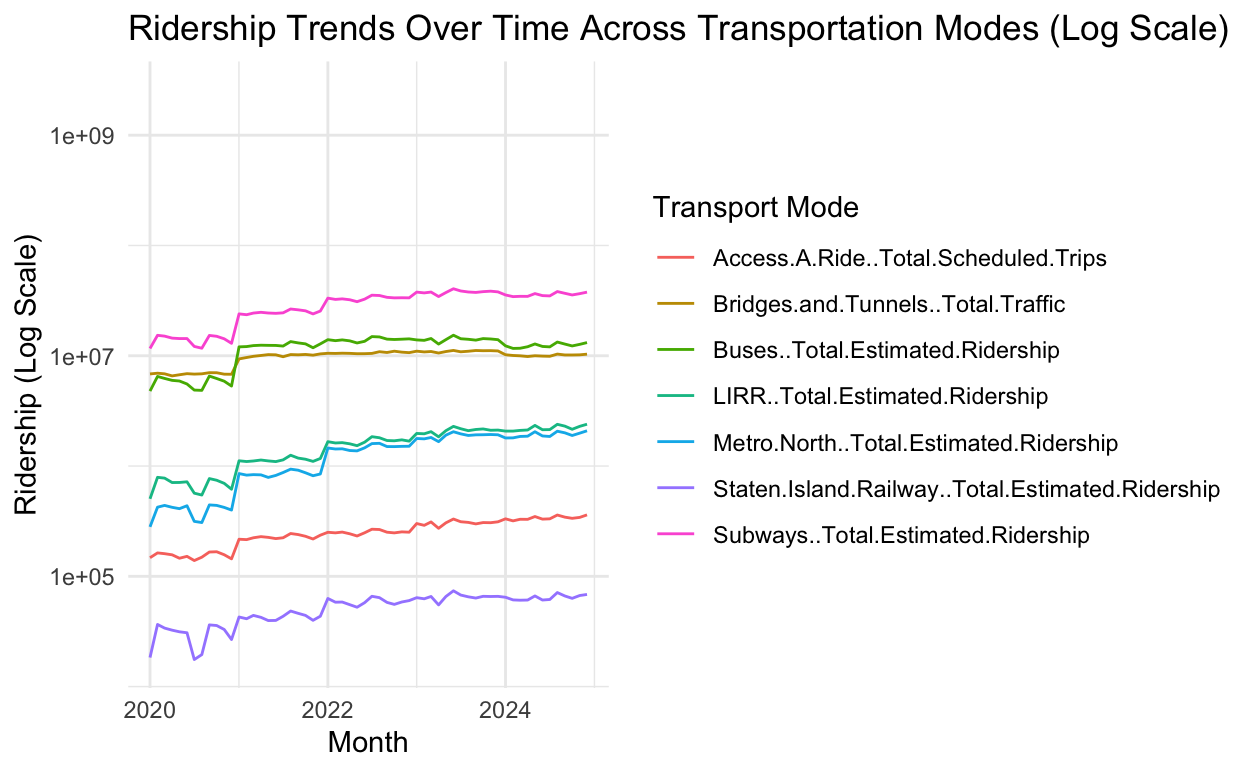 Ridership Trends Over Time Across Transportation Modes (Log Scale)
1e+09
1e+07
1e+05
Ridership (Log Scale)
2020
2022
2024
Month
Transport Mode
Access.A.Ride..Total.Scheduled.Trips
Bridges.and.Tunnels..Total.Traffic
Buses..Total.Estimated.Ridership
LIRR..Total.Estimated.Ridership
Metro.North..Total.Estimated.Ridership
Staten.Island.Railway..Total.Estimated.Ridership
Subways..Total.Estimated.Ridership